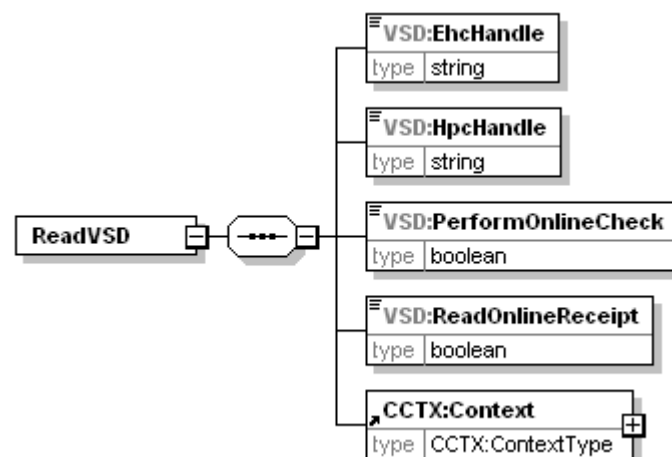 VSD:EhcHandle
type string
VSD:HpcHandle
type string
ReadVSD
VSD:PerformOnlineCheck
type boolean
VSD:ReadOnlineReceipt
type boolean
CCTX:Context
type CCTX:ContextType